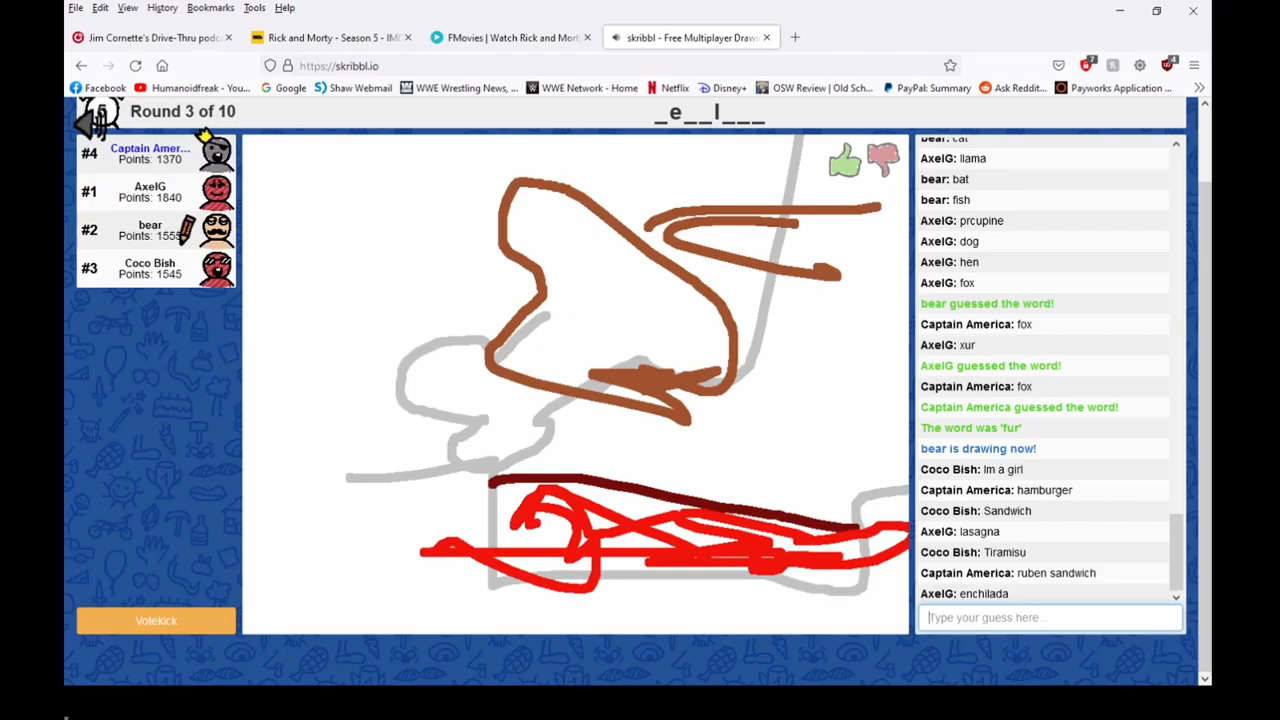 File Edit View History Bookmarks Tools Help
Jim Cornette's Drive-Thru podc
Rick and Morty - Season 5 - IM
FMovies | Watch Rick and Mort
skribbl - Free Multiplayer Drawi
https://skribbl.io
7
4
Facebook Humanoidfreak - You... Google Shaw Webmail WWE Wrestling News, ... WWE Network - Home Netflix Disney+ OSW Review | Old Sch... PayPal: Summary Ask Reddit... Payworks Application ...
Round 3 of 10
_e__l___
#4 Captain Amer...
Points: 1370
#1 AxelG
Points: 1840
#2 bear
Points: 1555
#3 Coco Bish
Points: 1545
Votekick
bear: cat
AxelG: llama
bear: bat
bear: fish
AxelG: prcupine
AxelG: dog
AxelG: hen
AxelG: fox
bear guessed the word!
Captain America: fox
AxelG: xur
AxelG guessed the word!
Captain America: fox
Captain America guessed the word!
The word was 'fur'
bear is drawing now!
Coco Bish: Im a girl
Captain America: hamburger
Coco Bish: Sandwich
AxelG: lasagna
Coco Bish: Tiramisu
Captain America: ruben sandwich
AxelG: enchilada
Type your guess here...